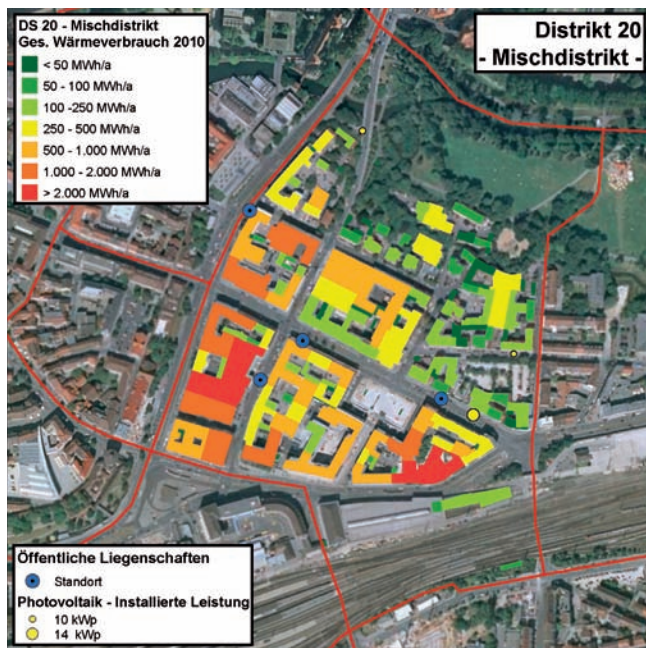 DS 20 - Mischdistrikt
Ges. Wärmeverbrauch 2010
< 50 MWh/a
50 - 100 MWh/a
100 -250 MWh/a
250 - 500 MWh/a
500 - 1.000 MWh/a
1.000 - 2.000 MWh/a
> 2.000 MWh/a
Distrikt 20
- Mischdistrikt -
Öffentliche Liegenschaften
Standort
Photovoltaik - Installierte Leistung
10 kWp
14 kWp